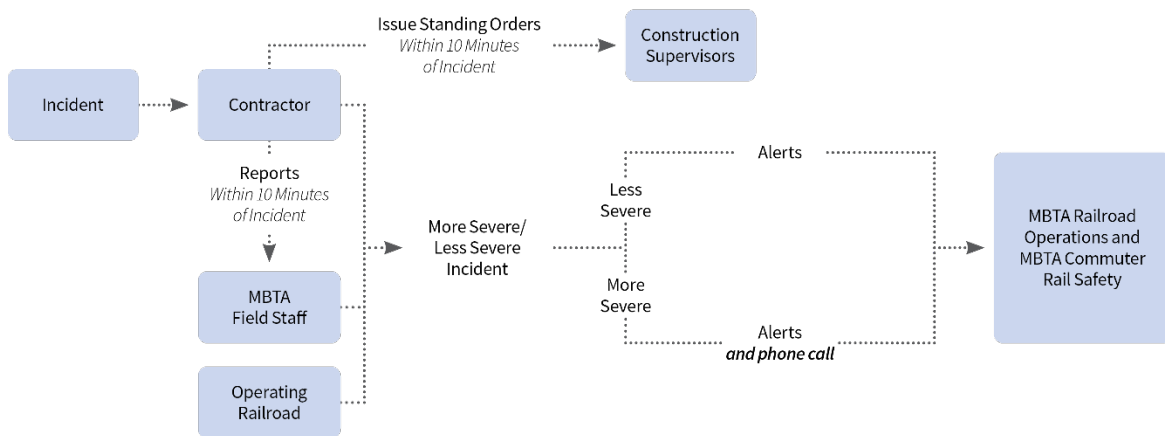 Issue Standing Orders
Within 10 Minutes
of Incident
Construction
Supervisors
Incident
Contractor
Reports
Within 10 Minutes
of Incident
MBTA
Field Staff
Operating
Railroad
More Severe/
Less Severe
Incident
Less
Severe
More
Severe
Alerts
Alerts
and phone call
MBTA Railroad
Operations and
MBTA Commuter
Rail Safety